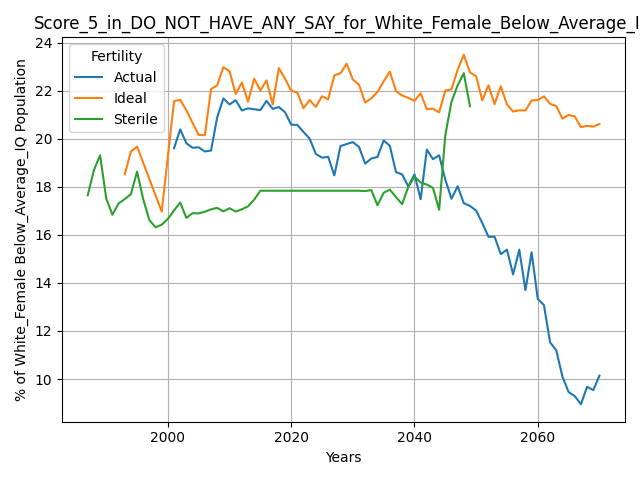 Score_5_in_DO_NOT_HAVE_ANY_SAY_for_White_Female_Below_Average_I
% of White_Female Below_Average_IQ Population
24
22
20
18
16
14
12
10
Fertility
Actual
Ideal
Sterile
2000
2020
2040
2060
Years